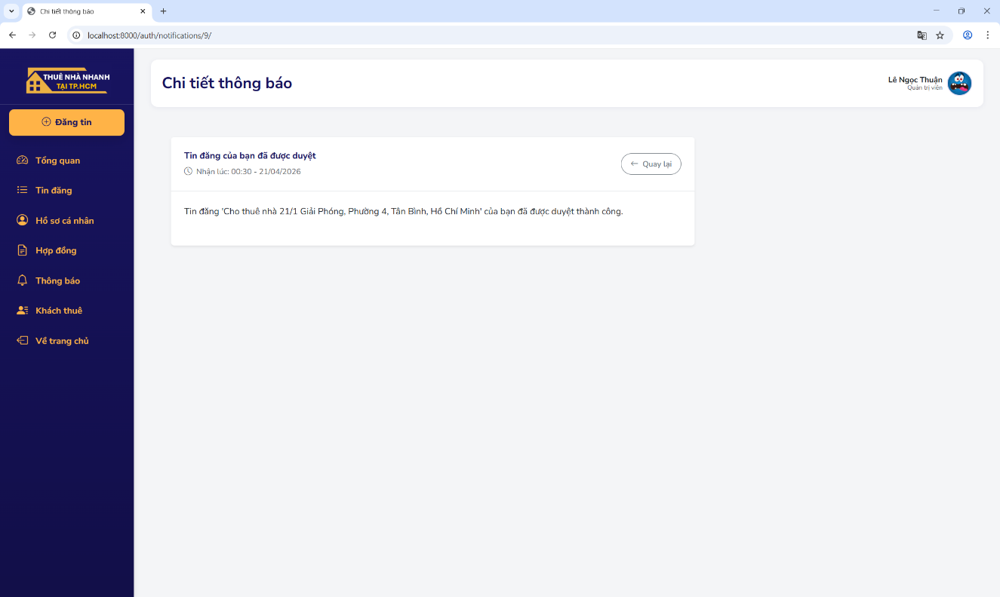 Chi tiết thông báo
localhost:8000/auth/notifications/9/
THUÊ NHÀ NHANH
TẠI TP.HCM
Đăng tin
Tổng quan
Tin đăng
Hồ sơ cá nhân
Hợp đồng
Thông báo
Khách thuê
Về trang chủ
Chi tiết thông báo
Lê Ngọc Thuận
Quản trị viên
Tin đăng của bạn đã được duyệt
Nhận lúc: 00:30 - 21/04/2026
Quay lại
Tin đăng 'Cho thuê nhà 21/1 Giải Phóng, Phường 4, Tân Bình, Hồ Chí Minh' của bạn đã được duyệt thành công.